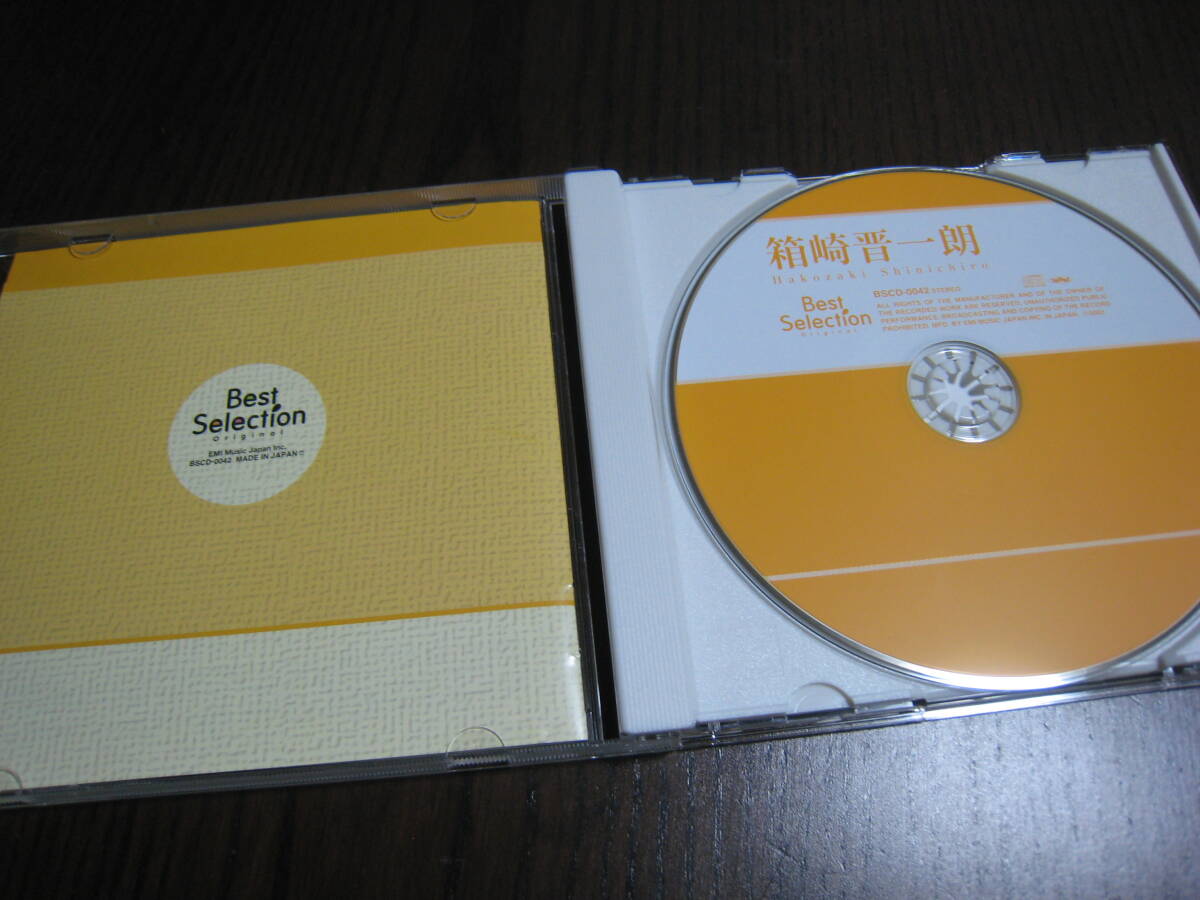 Best
Selection
Original
EMI Music Japan Inc.
BSCD-0042 MADE IN JAPAN
箱崎晋一朗
Hakozaki Shinichiro
Best
Selection
Original
BSCD-0042 STEREO
ALL RIGHTS OF THE MANUFACTURER AND OF THE OWNER OF
THE RECORDED WORK ARE RESERVED. UNAUTHORIZED PUBLIC
PERFORMANCE, BROADCASTING AND COPYING OF THE RECORD
PROHIBITED. MFD. BY EMI MUSIC JAPAN INC. IN JAPAN.